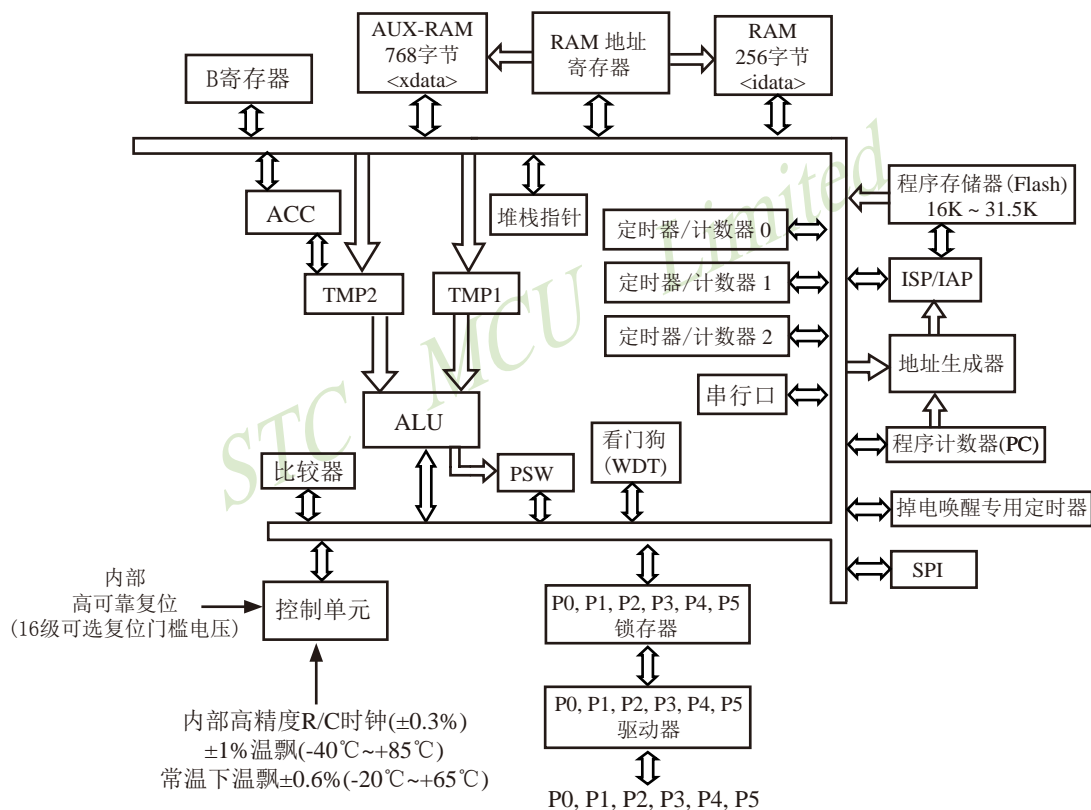 AUX-RAM
768字节
<xdata>
RAM 地址
寄存器
RAM
256字节
<idata>
B寄存器
ACC
堆栈指针
程序存储器(Flash)
16K ~ 31.5K
定时器/计数器 0
TMP2
TMP1
定时器/计数器 1
ISP/IAP
定时器/计数器 2
地址生成器
串行口
ALU
看门狗
(WDT)
程序计数器(PC)
比较器
PSW
掉电唤醒专用定时器
SPI
内部
高可靠复位
(16级可选复位门槛电压)
控制单元
P0, P1, P2, P3, P4, P5
锁存器
P0, P1, P2, P3, P4, P5
驱动器
内部高精度R/C时钟(±0.3%)
±1%温飘(-40℃~+85℃)
常温下温飘±0.6%(-20℃~+65℃)
P0, P1, P2, P3, P4, P5
STC MCU Limited